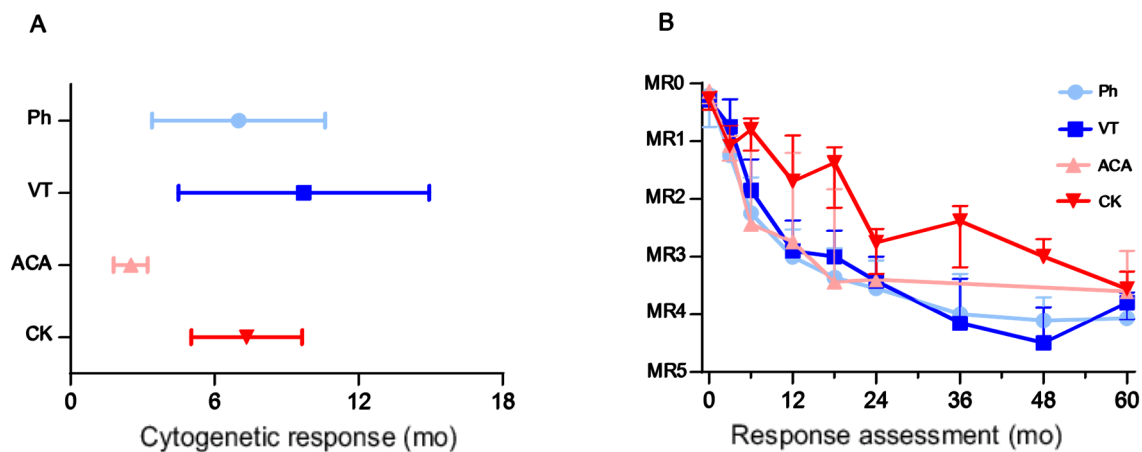 A
Ph
VT
ACA
CK
0 6 12 18
Cytogenetic response (mo)
B
MR0
MR1
MR2
MR3
MR4
MR5
0 12 24 36 48 60
Response assessment (mo)
Ph
VT
ACA
CK